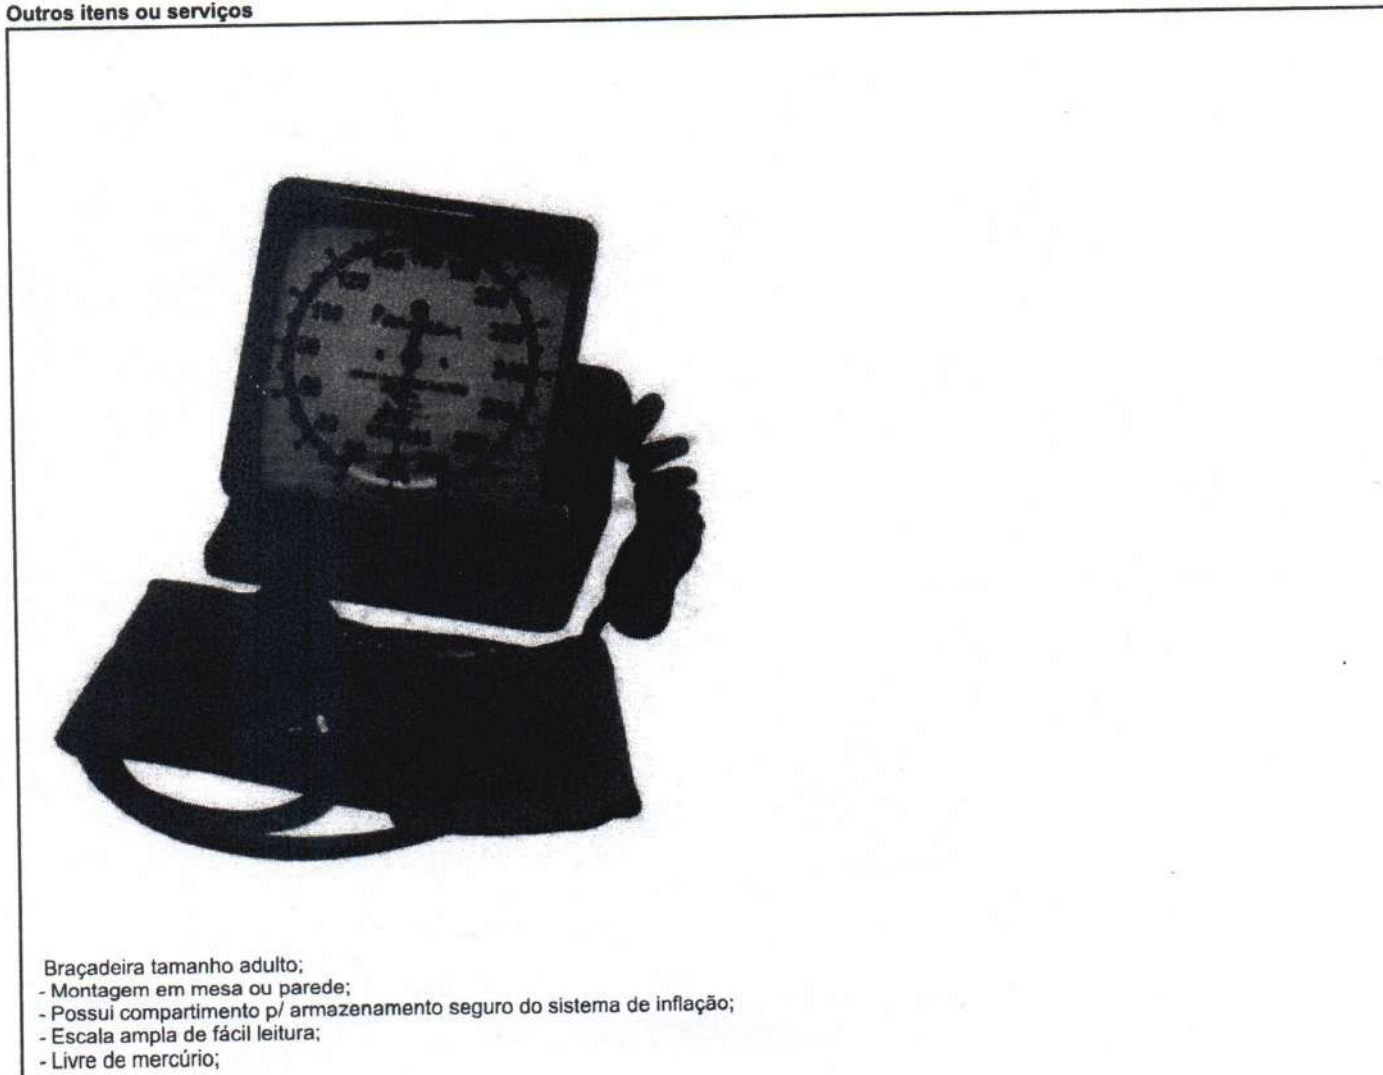 Outros itens ou serviços
Braçadeira tamanho adulto;
- Montagem em mesa ou parede;
- Possui compartimento p/ armazenamento seguro do sistema de inflação;
- Escala ampla de fácil leitura;
- Livre de mercúrio;